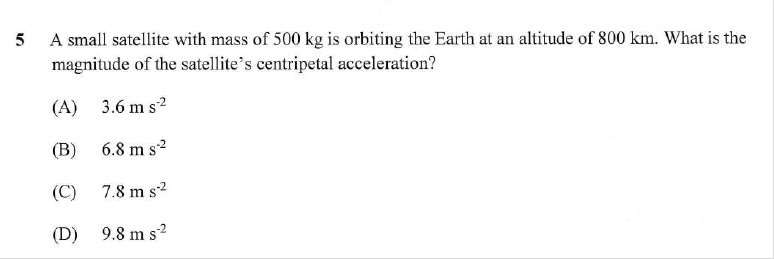 5 A small satellite with mass of 500 kg is orbiting the Earth at an altitude of 800 km. What is the
magnitude of the satellite's centripetal acceleration?
(A) 3.6 m s⁻²
(B) 6.8 m s⁻²
(C) 7.8 m s⁻²
(D) 9.8 m s⁻²